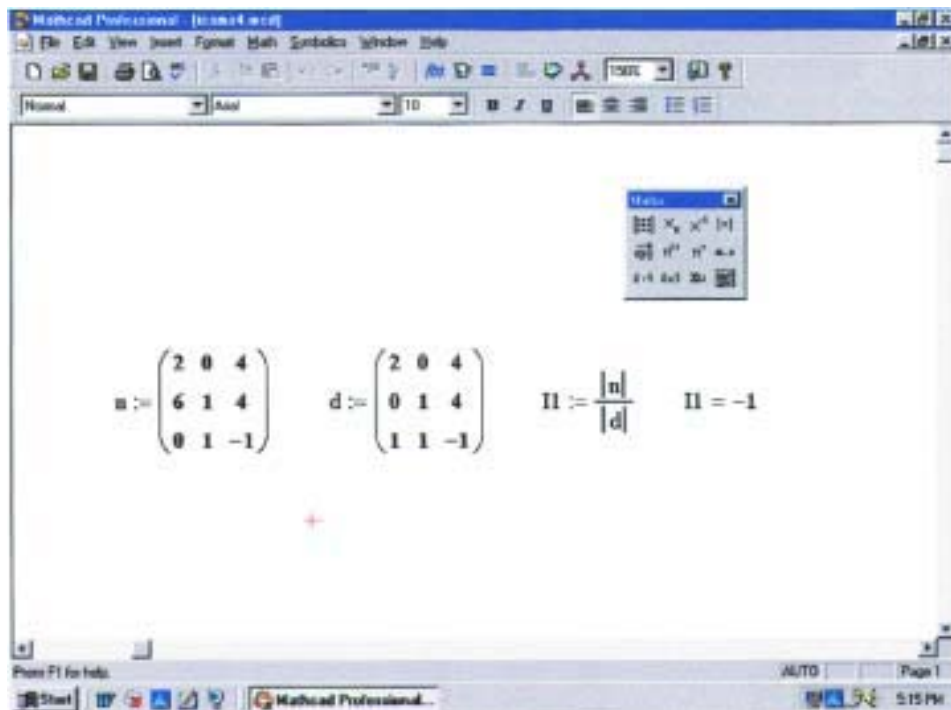 Mathcad Professional - [
File Edit View Insert Format Math Symbolics Window Help
150%
Normal Arial 10 B I U
n := ( 2 0 4
6 1 4
0 1 −1 )
d := ( 2 0 4
0 1 4
1 1 −1 )
I1 := |n| / |d|
I1 = −1
Press F1 for help.
AUTO Page 1
Start Mathcad Professional... 5:15 PM